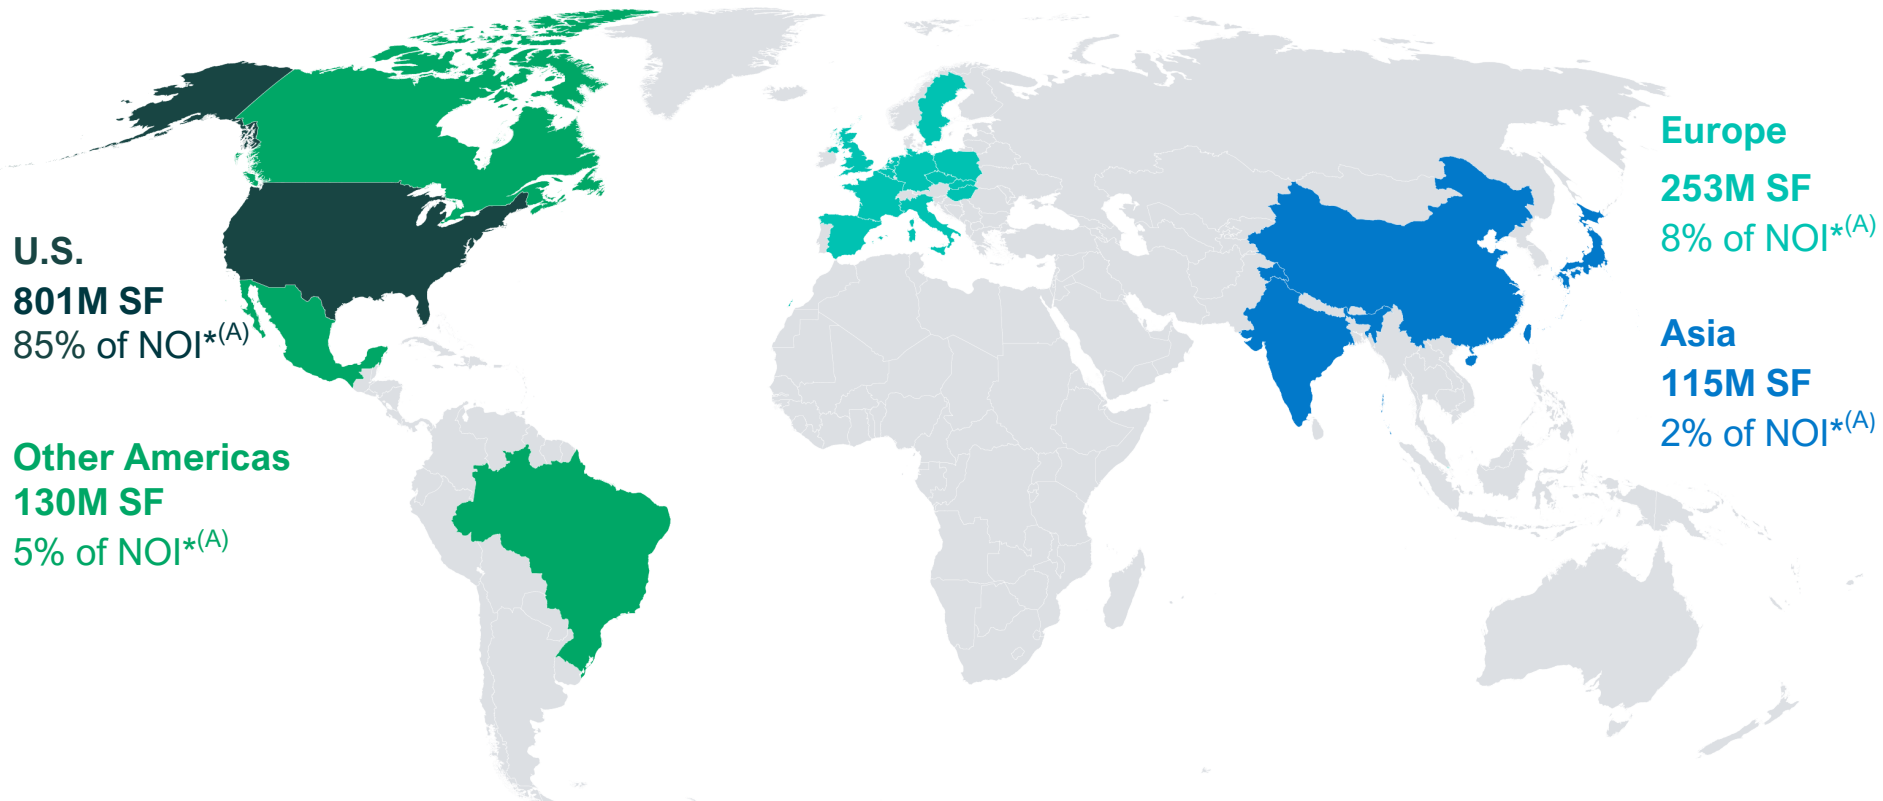 U.S.
801M SF
85% of NOI*(A)
Other Americas
130M SF
5% of NOI*(A)
Europe
253M SF
8% of NOI*(A)
Asia
115M SF
2% of NOI*(A)